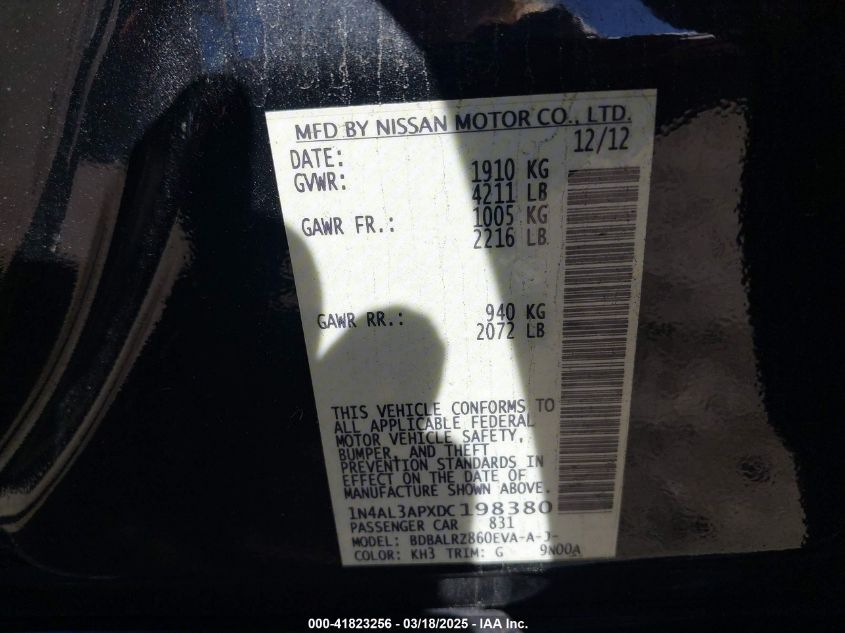 MFD BY NISSAN MOTOR CO., LTD.
DATE: 12/12
GVWR: 1910 KG
4211 LB
GAWR FR.: 1005 KG
2216 LB
GAWR RR.: 940 KG
2072 LB
THIS VEHICLE CONFORMS TO
ALL APPLICABLE FEDERAL
MOTOR VEHICLE SAFETY,
BUMPER, AND THEFT
PREVENTION STANDARDS IN
EFFECT ON THE DATE OF
MANUFACTURE SHOWN ABOVE.
1N4AL3APXDC198380
PASSENGER CAR 831
MODEL: BDBALRZ860EVA-A-J-
COLOR: KH3 TRIM: G 9N00A
000-41823256 — 03/18/2025 — IAA Inc.